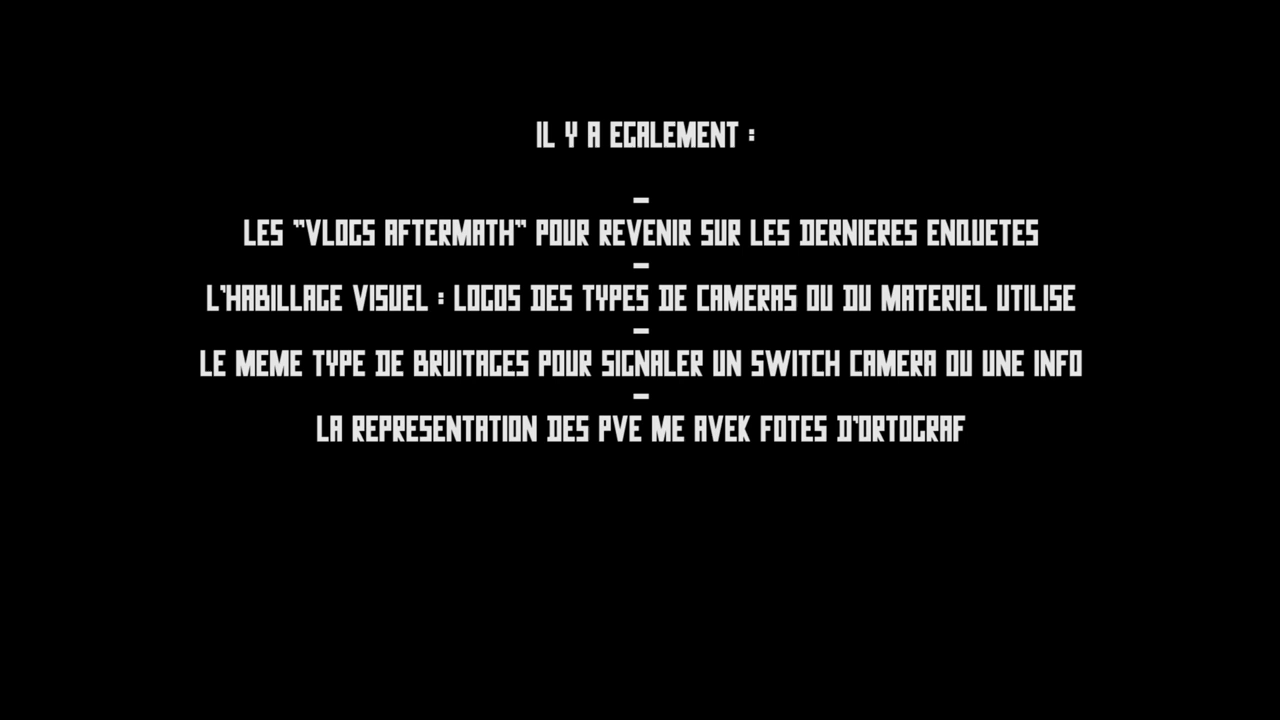 IL Y A EGALEMENT :
-
LES "VLOGS AFTERMATH" POUR REVENIR SUR LES DERNIERES ENQUETES
-
L'HABILLAGE VISUEL : LOGOS DES TYPES DE CAMERAS OU DU MATERIEL UTILISE
-
LE MEME TYPE DE BRUITAGES POUR SIGNALER UN SWITCH CAMERA OU UNE INFO
-
LA REPRESENTATION DES PVE ME AVEK FOTES D'ORTOGRAF